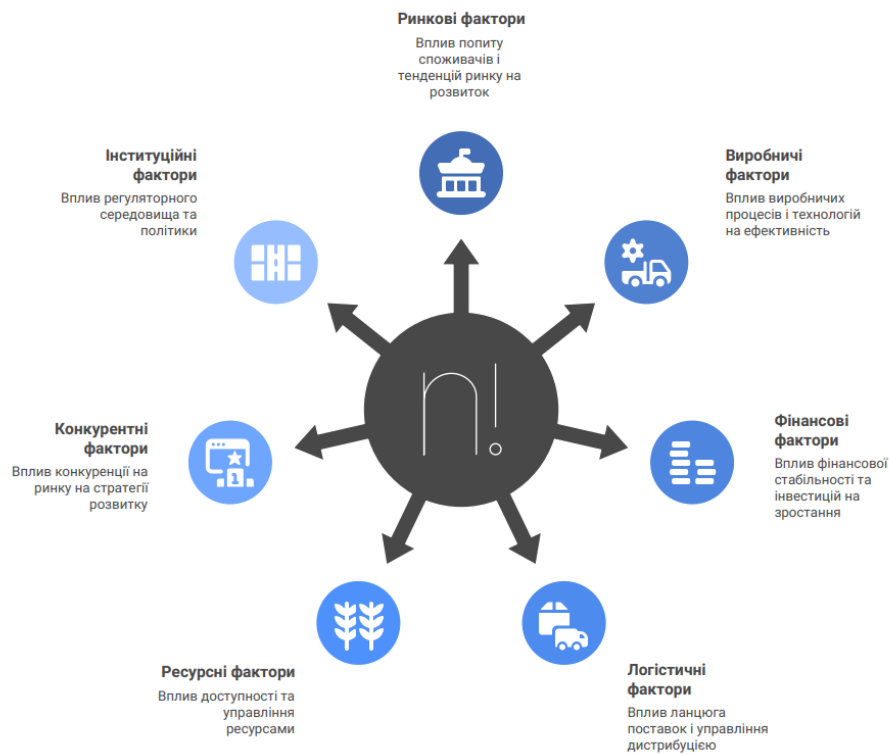 Ринкові фактори
Вплив попиту
споживачів і
тенденцій ринку на
розвиток
Інституційні
фактори
Вплив регуляторного
середовища та
політики
Виробничі
фактори
Вплив виробничих
процесів і технологій
на ефективність
Конкурентні
фактори
Вплив конкуренції на
ринку на стратегії
розвитку
n!
1
Фінансові
фактори
Вплив фінансової
стабільності та
інвестицій на
зростання
Ресурсні фактори
Вплив доступності та
управління
ресурсами
Логістичні
фактори
Вплив ланцюга
поставок і управління
дистрибуцією